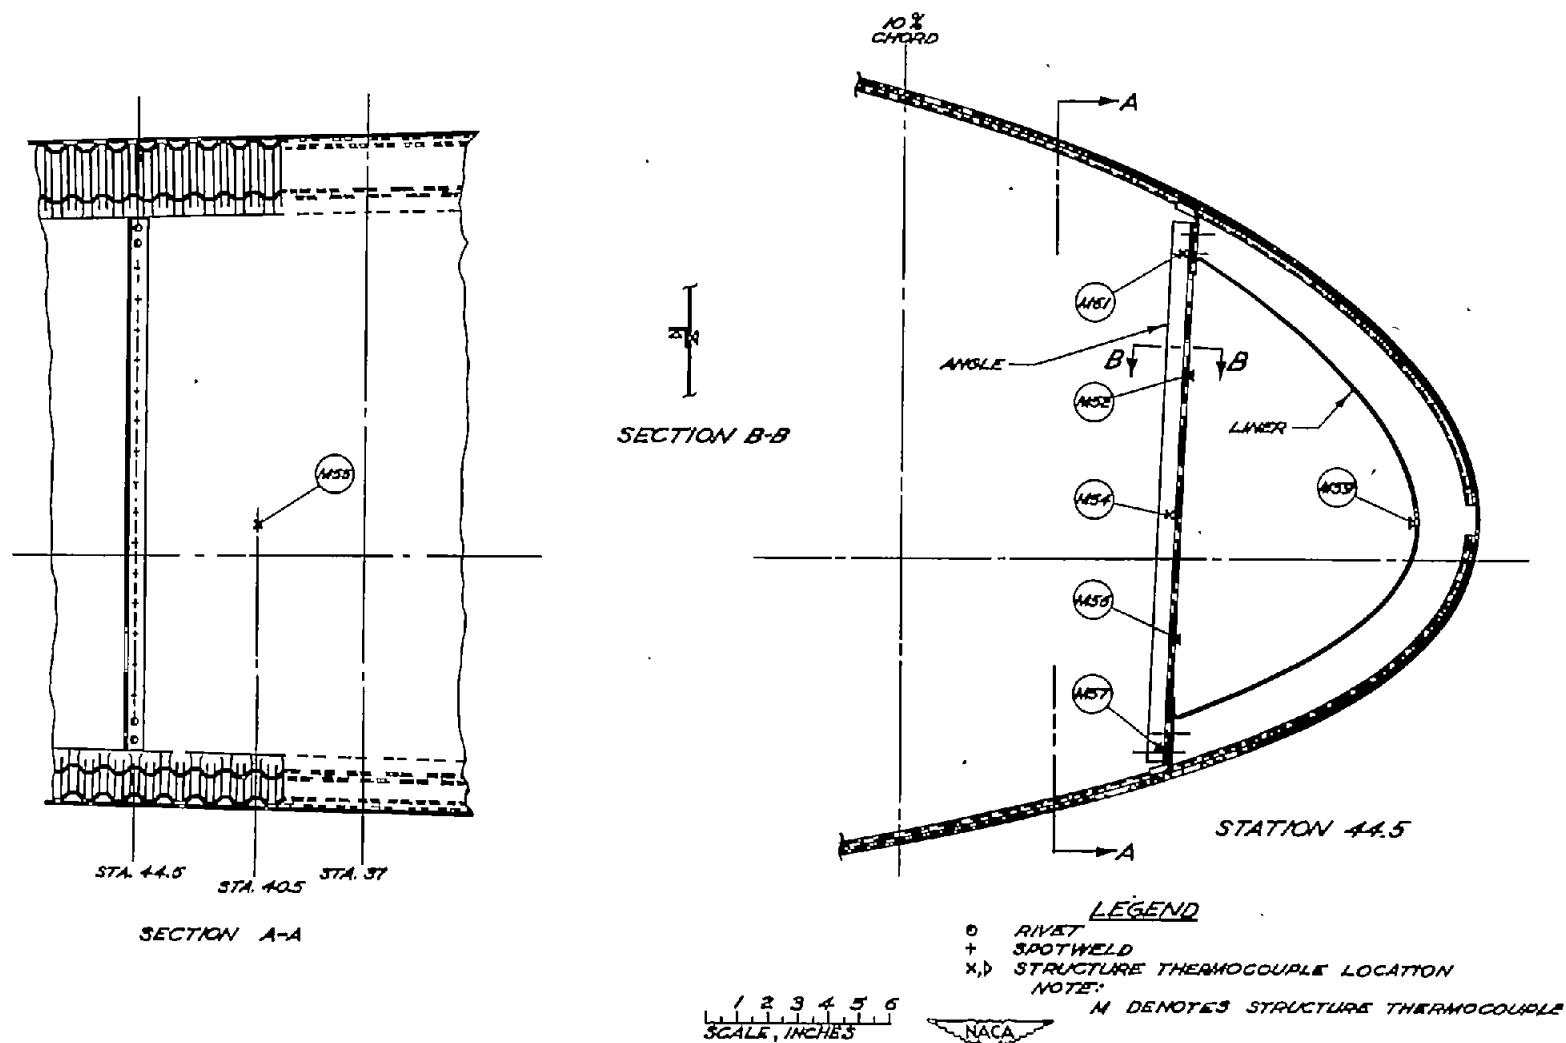 10%
CHORD
A
M51
ANGLE
B
B
M52
SECTION B-B
LINER
M55
M54
M59
M56
M57
STATION 44.5
A
STA. 44.5
STA. 40.5
STA. 37
SECTION A-A
LEGEND
RIVET
+ SPOTWELD
STRUCTURE THERMOCOUPLE LOCATION
NOTE:
M DENOTES STRUCTURE THERMOCOUPLE
1 2 3 4 5 6
SCALE, INCHES
NACA